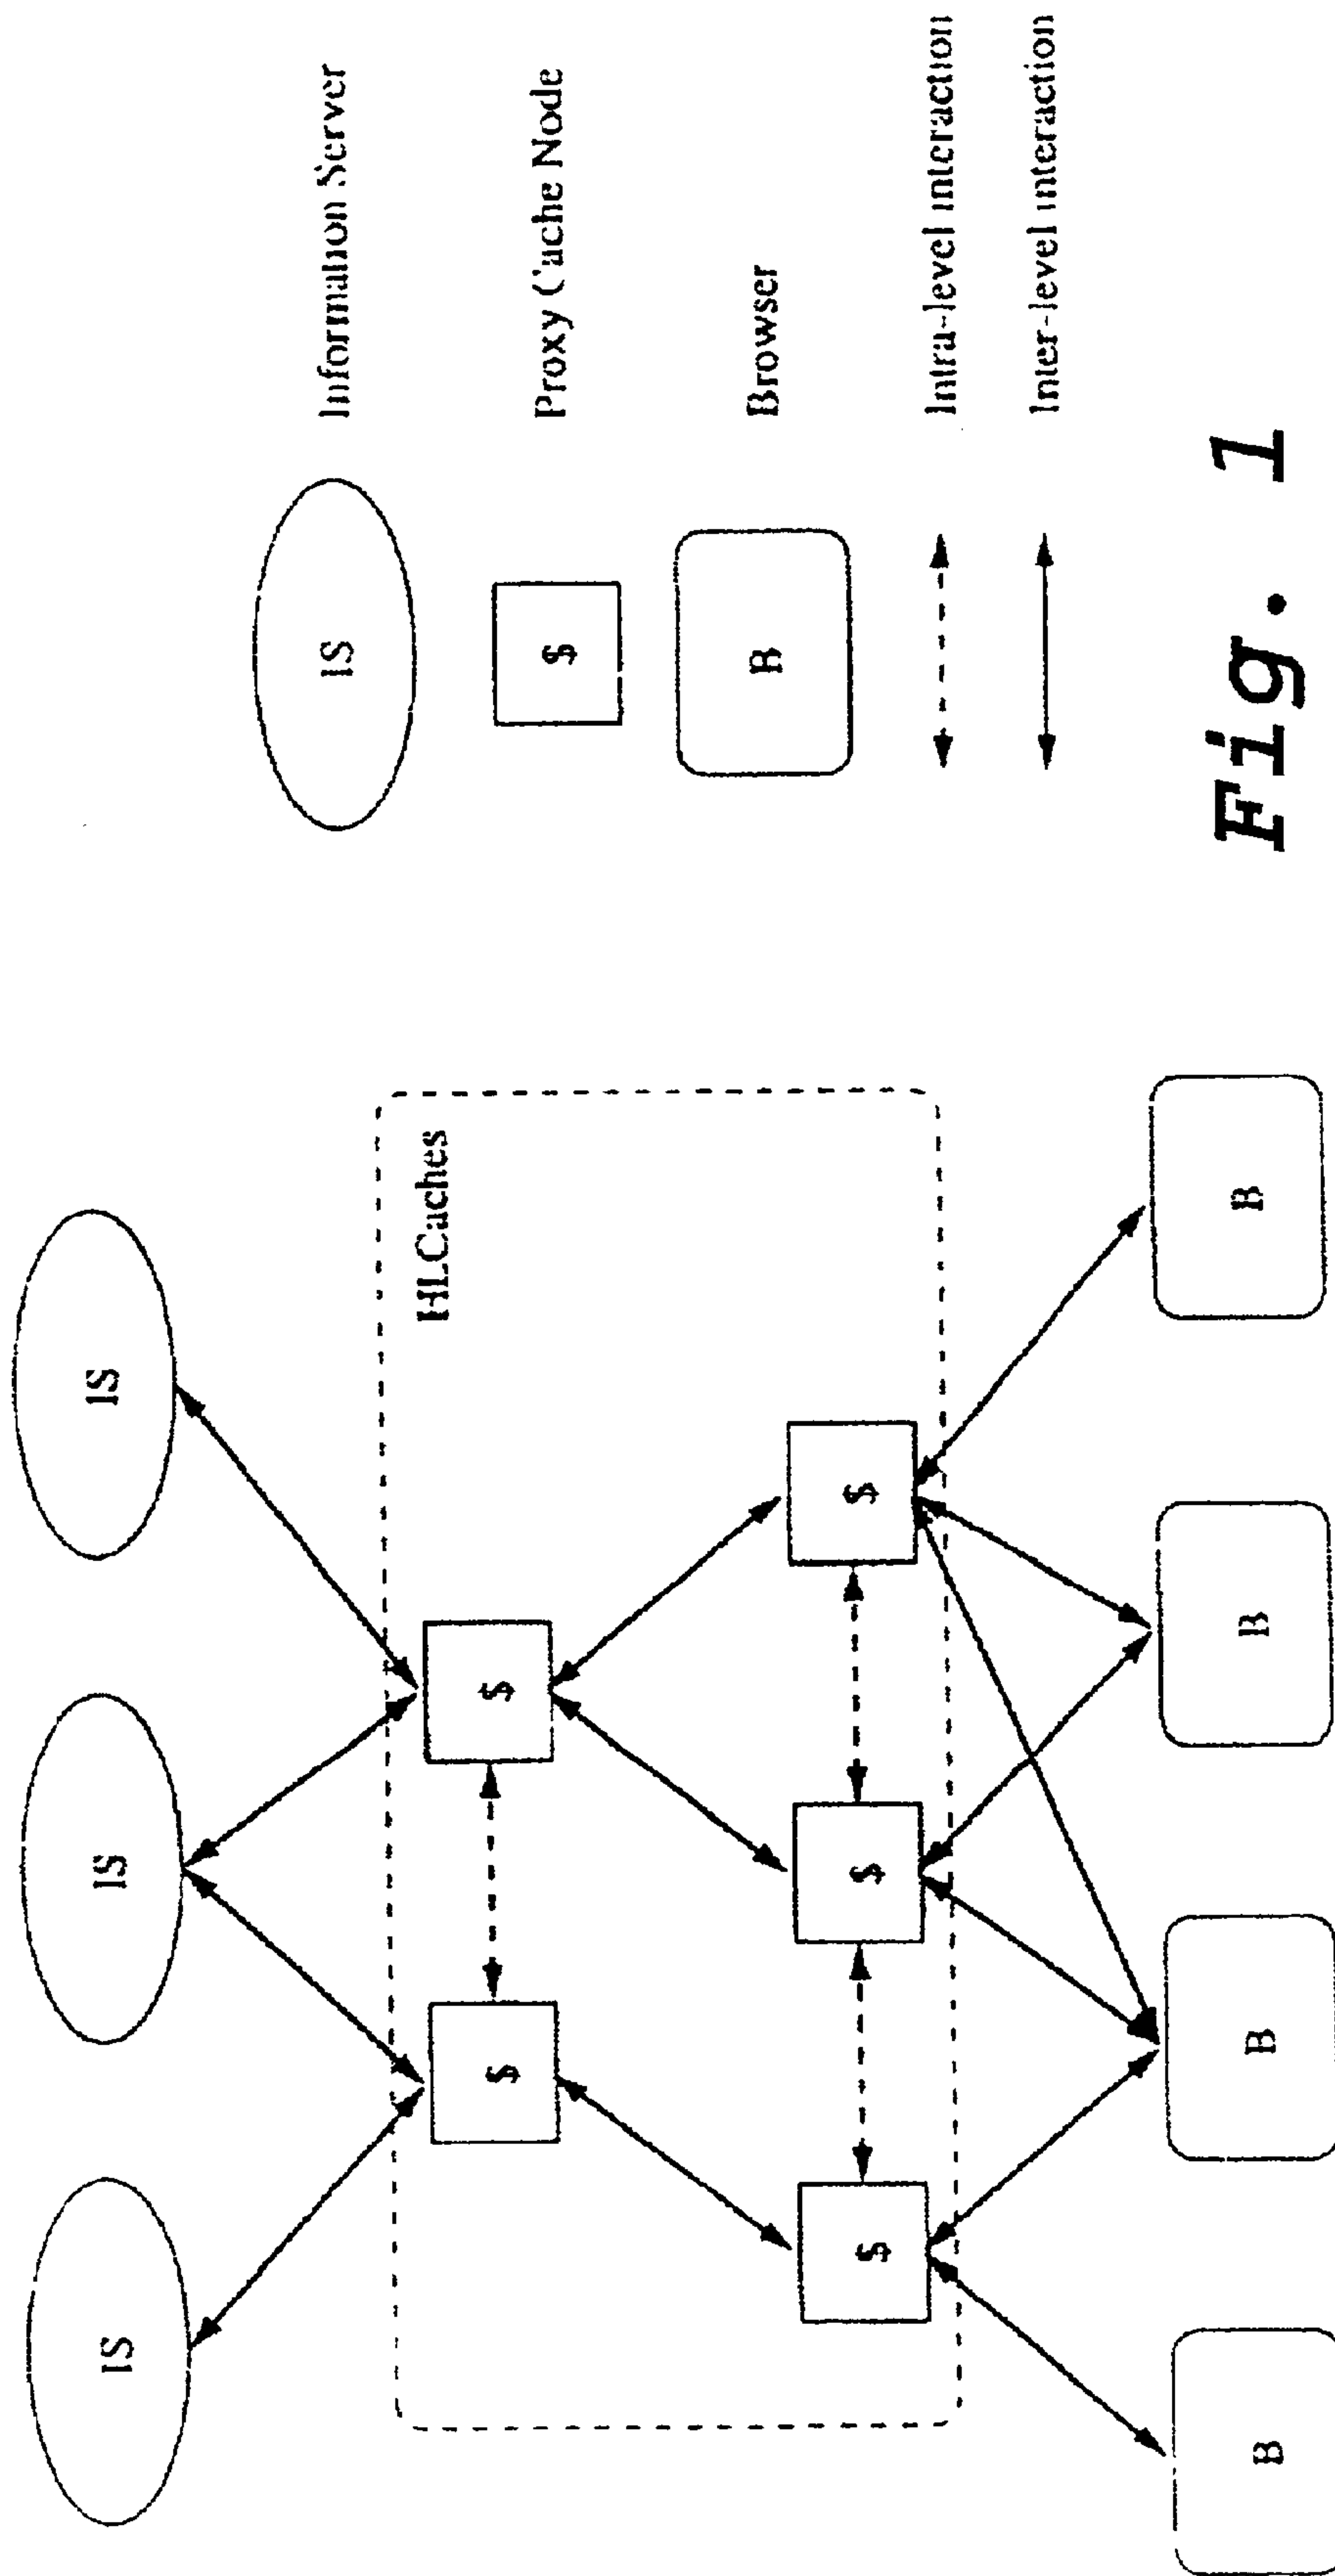 IS
IS
IS
HLCaches
$
$
$
$
$
B
B
B
B
IS
Information Server
$
Proxy Cache Node
B
Browser
Intra-level interaction
Inter-level interaction
Fig. 1